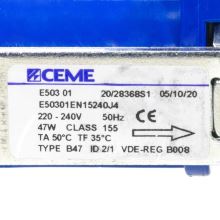 CEME
E503 01 20/28368S1 05/10/20
E50301EN15240J4
220 - 240V 50Hz
47W CLASS 155
TA 50°C TF 35°C
TYPE B47 ID 2/1 VDE-REG B008